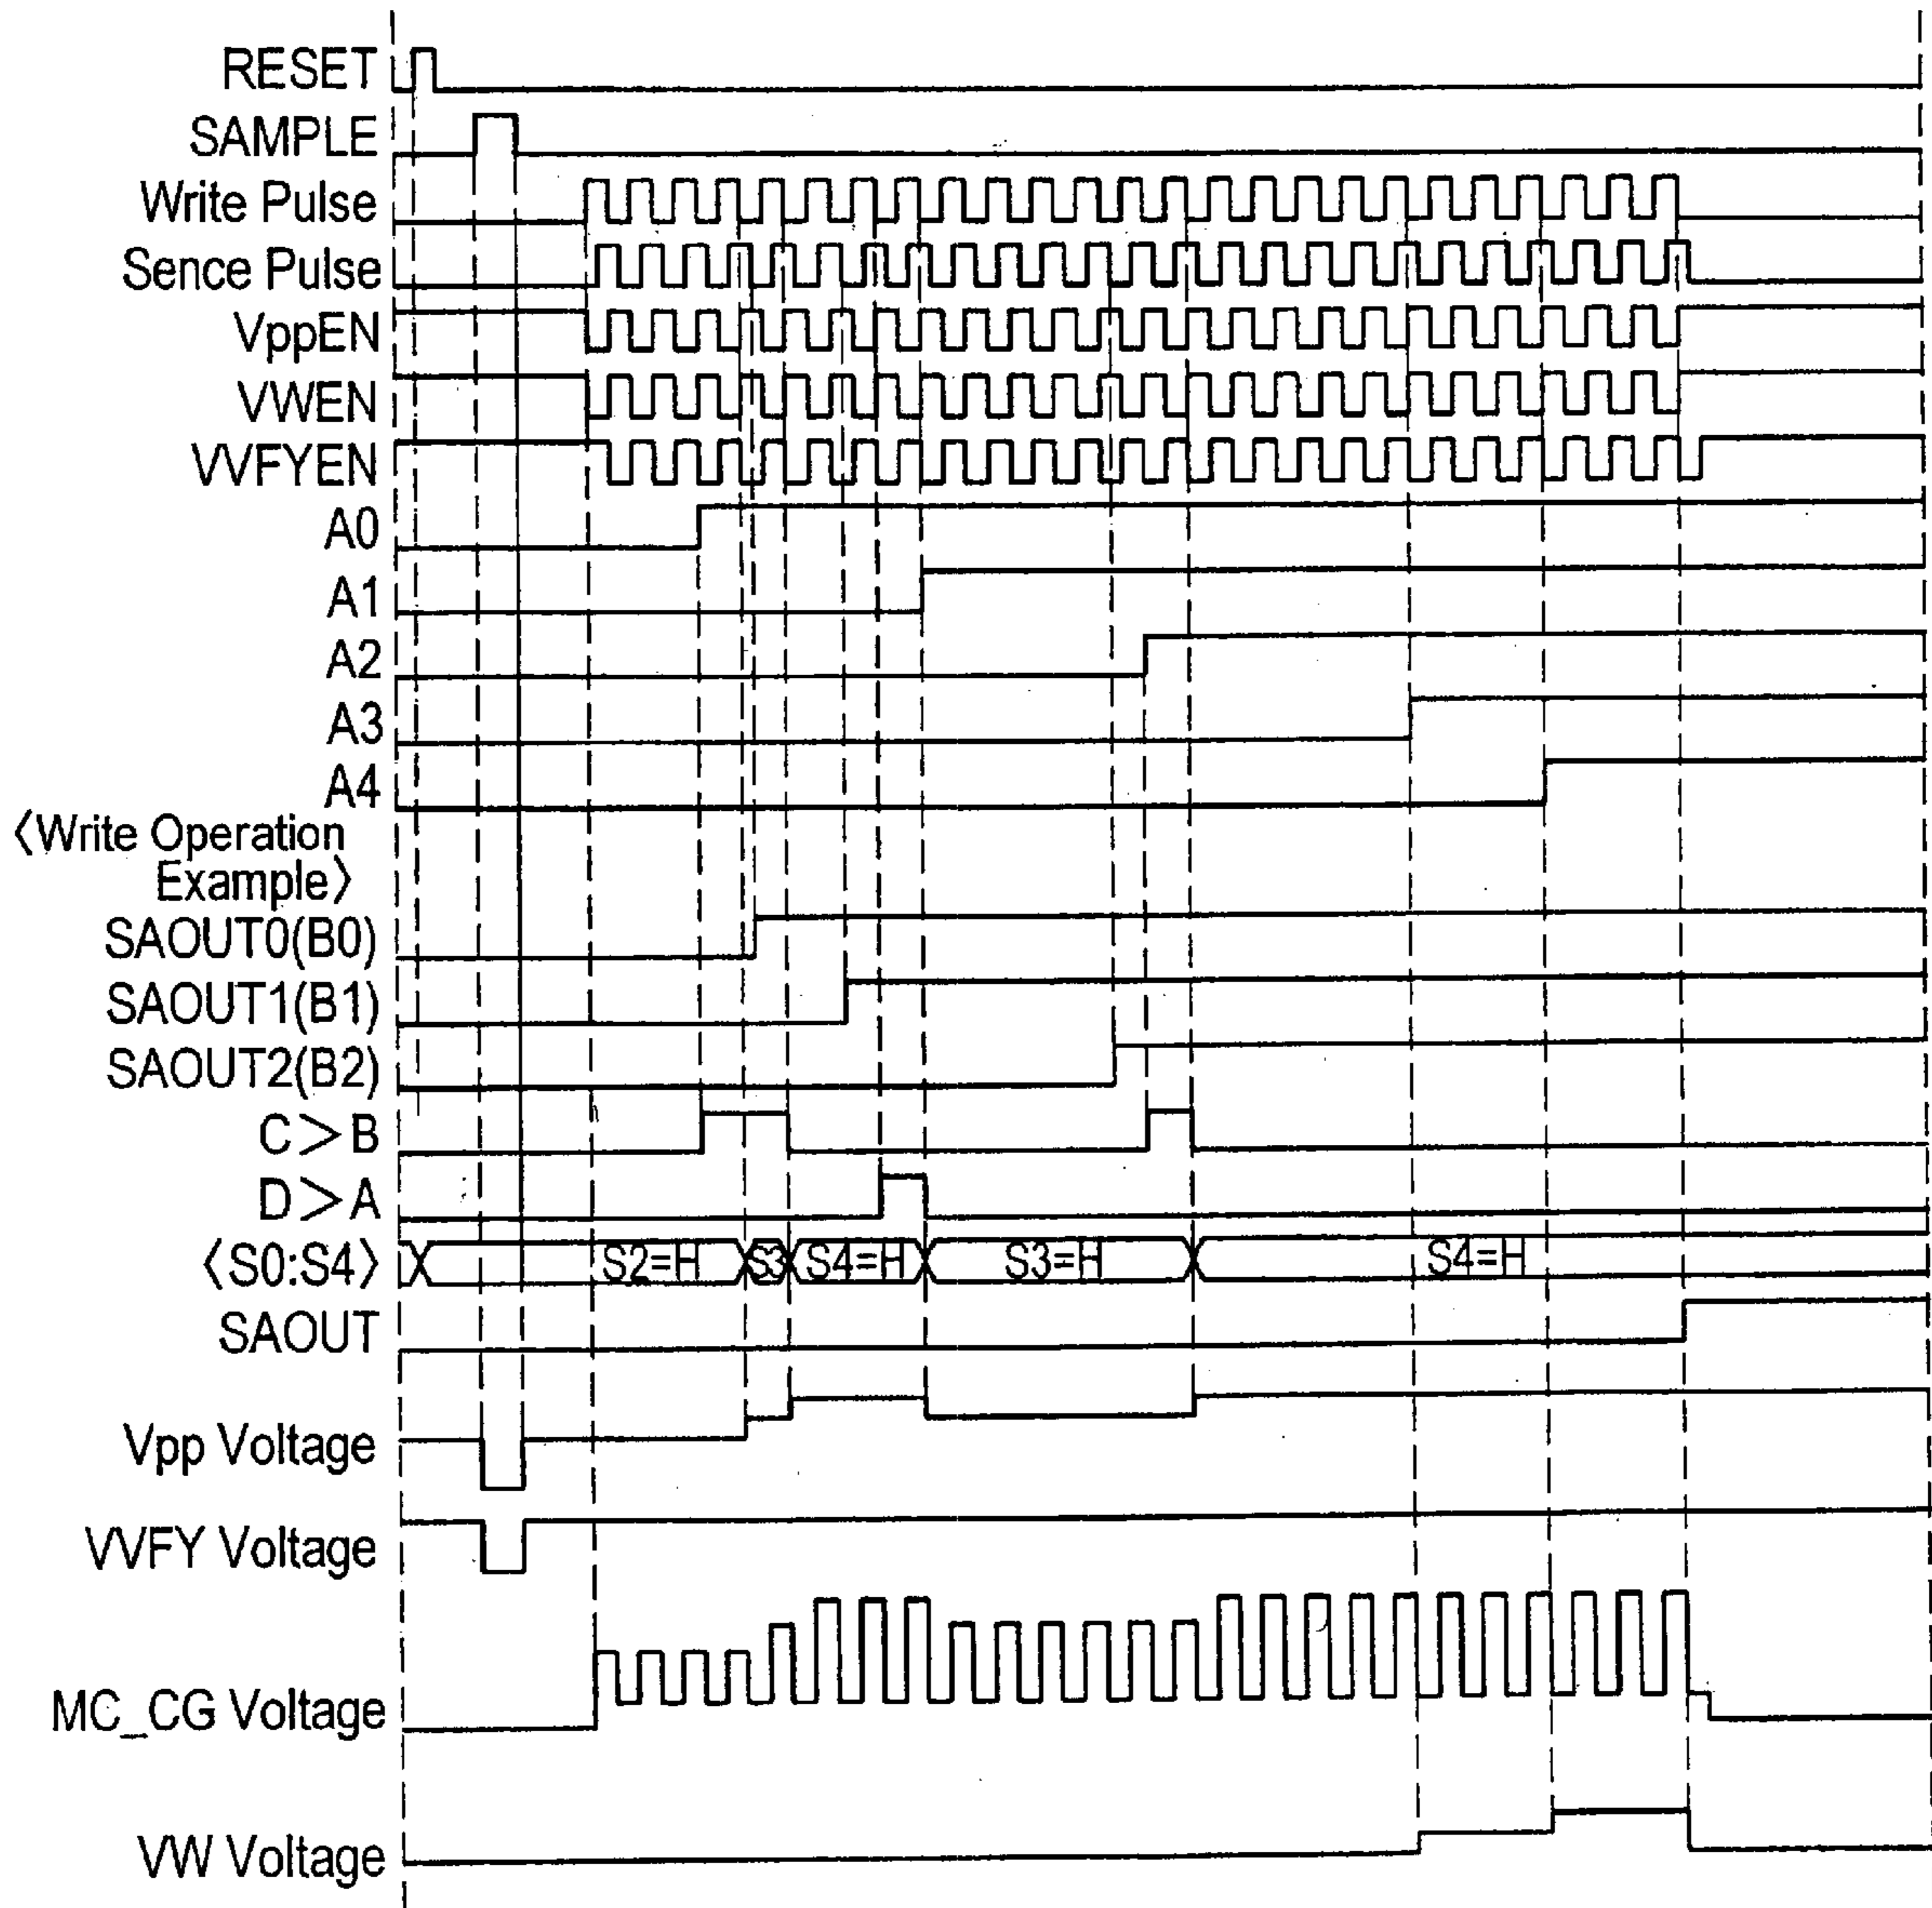 RESET
SAMPLE
Write Pulse
Sence Pulse
VppEN
VWEN
VVFYEN
A0
A1
A2
A3
A4
〈Write Operation
Example〉
SAOUT0(B0)
SAOUT1(B1)
SAOUT2(B2)
C>B
D>A
〈S0:S4〉 S2=H S3 S4=H S3=H S4=H
SAOUT
Vpp Voltage
VVFY Voltage
MC_CG Voltage
VW Voltage